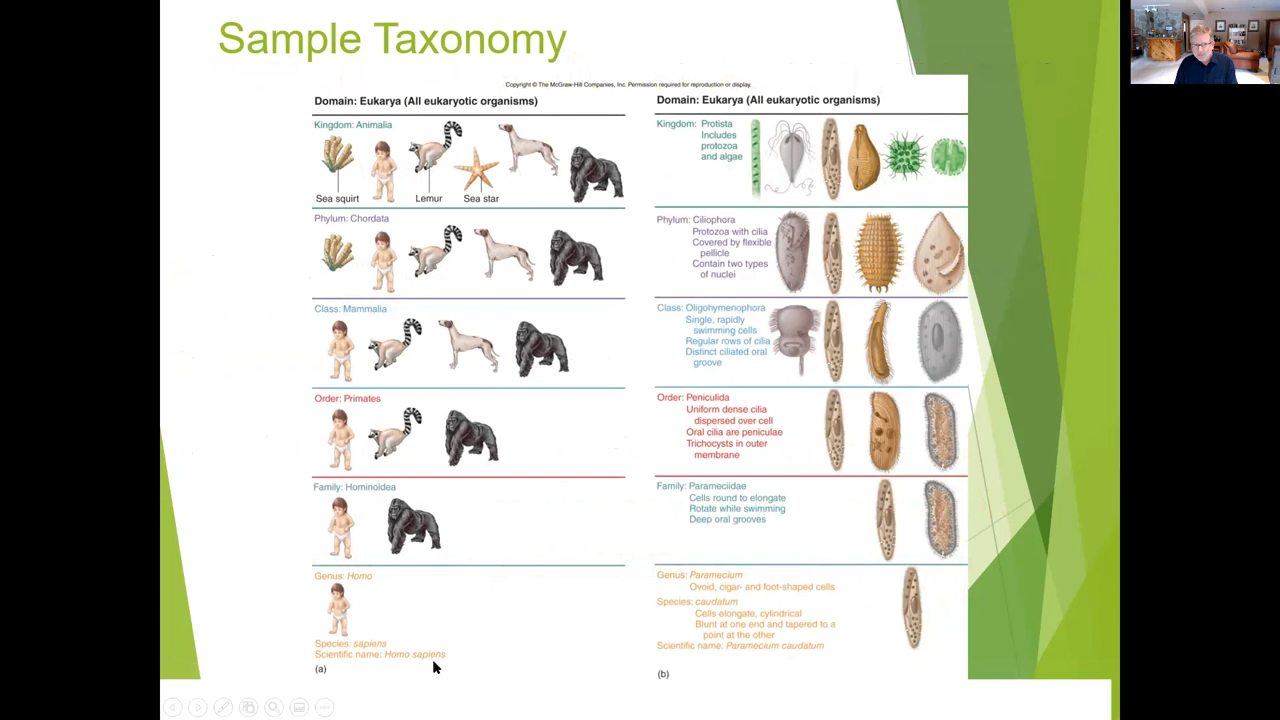 Sample Taxonomy
Copyright © The McGraw-Hill Companies, Inc. Permission required for reproduction or display.
Domain: Eukarya (All eukaryotic organisms)
Kingdom: Animalia
Sea squirt
Lemur
Sea star
Phylum: Chordata
Class: Mammalia
Order: Primates
Family: Hominoidea
Genus: Homo
Species: sapiens
Scientific name: Homo sapiens
(a)
Domain: Eukarya (All eukaryotic organisms)
Kingdom: Protista
Includes
protozoa
and algae
Phylum: Ciliophora
Protozoa with cilia
Covered by flexible
pellicle
Contain two types
of nuclei
Class: Oligohymenophora
Single, rapidly
swimming cells
Regular rows of cilia
Distinct ciliated oral
groove
Order: Peniculida
Uniform dense cilia
dispersed over cell
Oral cilia are peniculae
Trichocysts in outer
membrane
Family: Parameciidae
Cells round to elongate
Rotate while swimming
Deep oral grooves
Genus: Paramecium
Ovoid, cigar- and foot-shaped cells
Species: caudatum
Cells elongate, cylindrical
Blunt at one end and tapered to a
point at the other
Scientific name: Paramecium caudatum
(b)